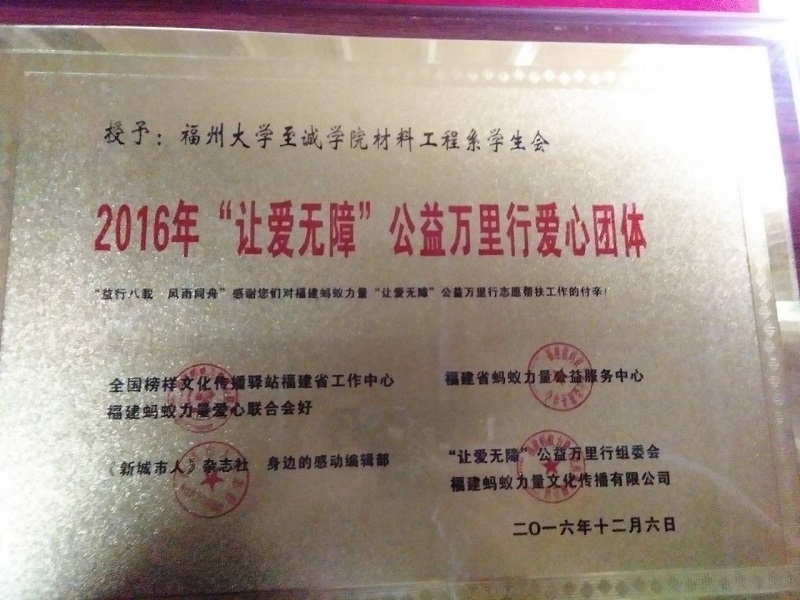 授予：福州大学至诚学院材料工程系学生会
2016年“让爱无障”公益万里行爱心团体
“益行八载 风雨同舟”感谢您们对福建蚂蚁力量“让爱无障”公益万里行志愿帮扶工作的付辛！
全国榜样文化传播驿站福建省工作中心
福建蚂蚁力量爱心联合会好
福建省蚂蚁力量公益服务中心
《新城市人》杂志社 身边的感动编辑部
“让爱无障”公益万里行组委会
福建蚂蚁力量文化传播有限公司
二〇一六年十二月六日